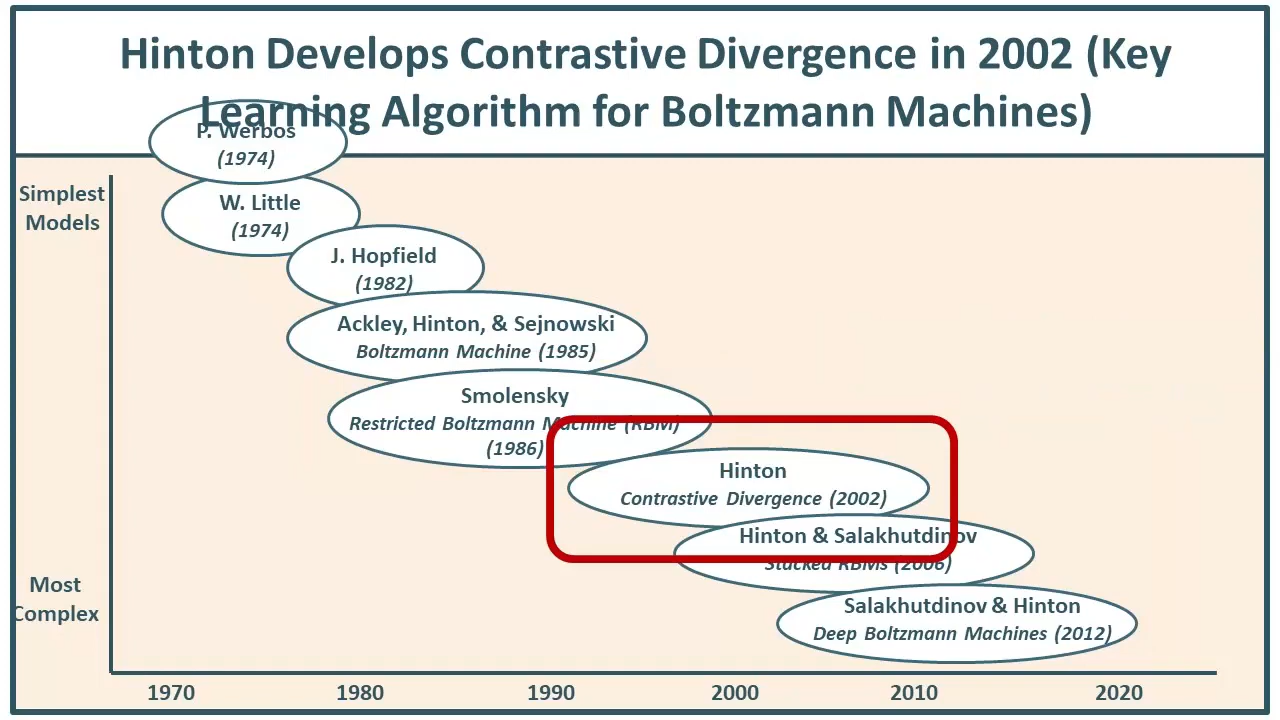 Hinton Develops Contrastive Divergence in 2002 (Key
Learning Algorithm for Boltzmann Machines)
P. Werbos
(1974)
Simplest
Models
W. Little
(1974)
J. Hopfield
(1982)
Ackley, Hinton, & Sejnowski
Boltzmann Machine (1985)
Smolensky
Restricted Boltzmann Machine (RBM)
(1986)
Hinton
Contrastive Divergence (2002)
Hinton & Salakhutdinov
Stacked RBMs (2006)
Most
Complex
Salakhutdinov & Hinton
Deep Boltzmann Machines (2012)
1970 1980 1990 2000 2010 2020